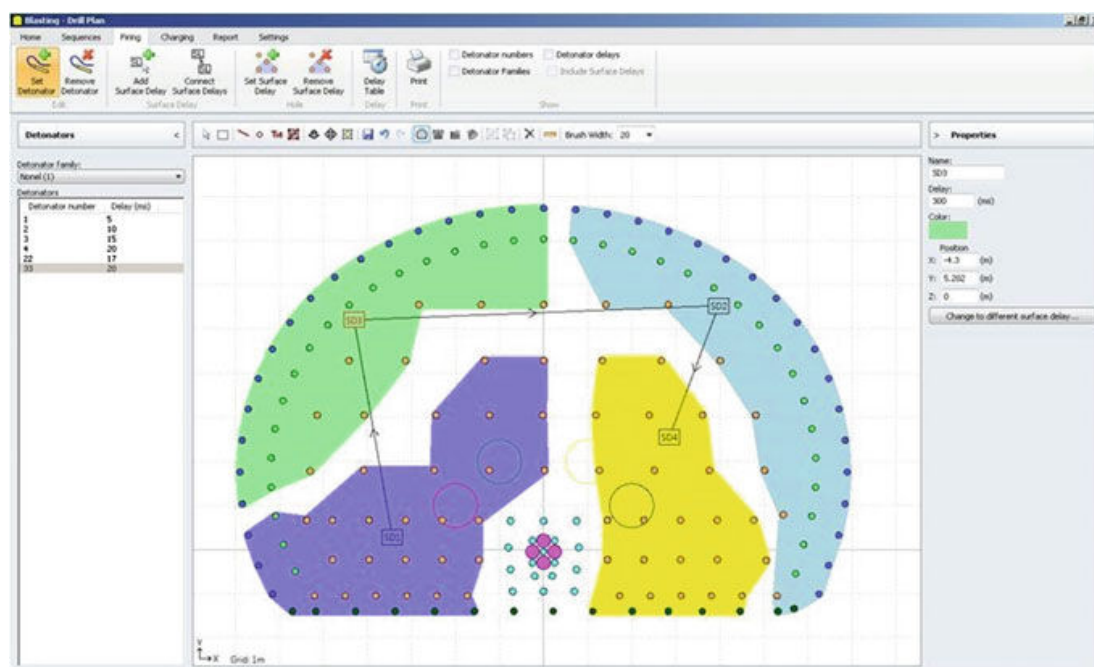 Blasting - Drill Plan
Home Sequences Firing Charging Report Settings
Set Detonator
Remove Detonator
Add Surface Delay
Connect Surface Delays
Set Surface Delay
Remove Surface Delay
Delay Table
Print
Detonator numbers
Detonator delays
Detonator Families
Include Surface Delays
Edit Surface Delay Hole Delay Print Show
Detonators <
Brush Width: 20
> Properties
Detonator family:
Nonel (1)
Detonators
Detonator number Delay (ms)
1 5
2 10
3 15
4 20
22 17
33 20
Name:
SD3
Delay:
300 (ms)
Color:
Position
X: -4.3 (m)
Y: 5.202 (m)
Z: 0 (m)
Change to different surface delay...
SD3
SD2
SD4
SD1
Y
X Grid: 1m